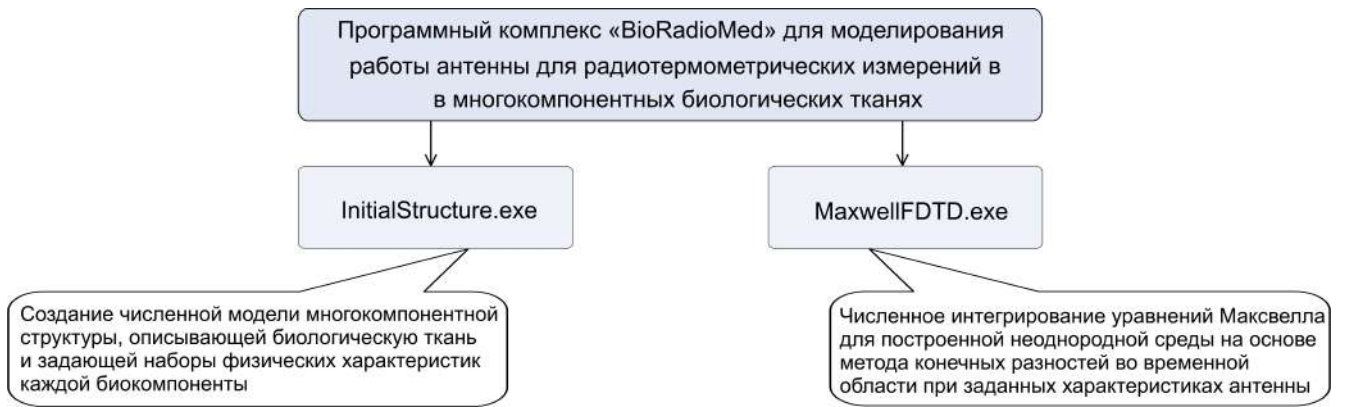 Программный комплекс «BioRadioMed» для моделирования
работы антенны для радиотермометрических измерений в
в многокомпонентных биологических тканях
InitialStructure.exe
MaxwellFDTD.exe
Создание численной модели многокомпонентной
структуры, описывающей биологическую ткань
и задающей наборы физических характеристик
каждой биокомпоненты
Численное интегрирование уравнений Максвелла
для построенной неоднородной среды на основе
метода конечных разностей во временной
области при заданных характеристиках антенны